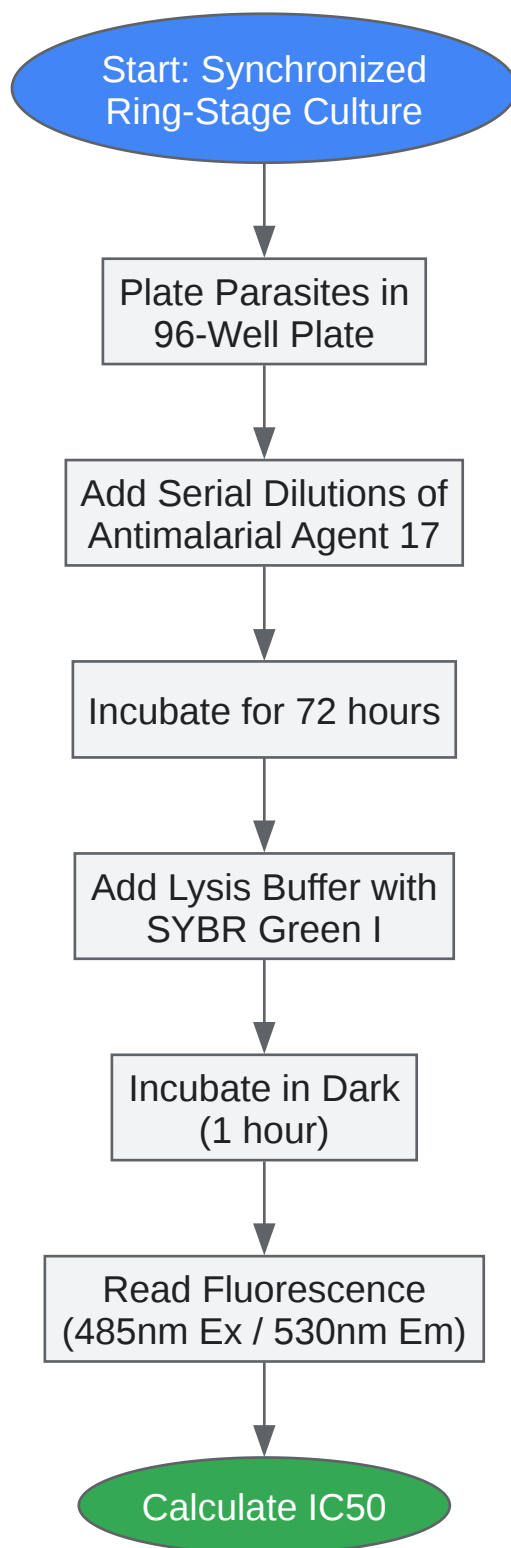 Start: Synchronized
Ring-Stage Culture
Plate Parasites in
96-Well Plate
Add Serial Dilutions of
Antimalarial Agent 17
Incubate for 72 hours
Add Lysis Buffer with
SYBR Green I
Incubate in Dark
(1 hour)
Read Fluorescence
(485nm Ex / 530nm Em)
Calculate IC50